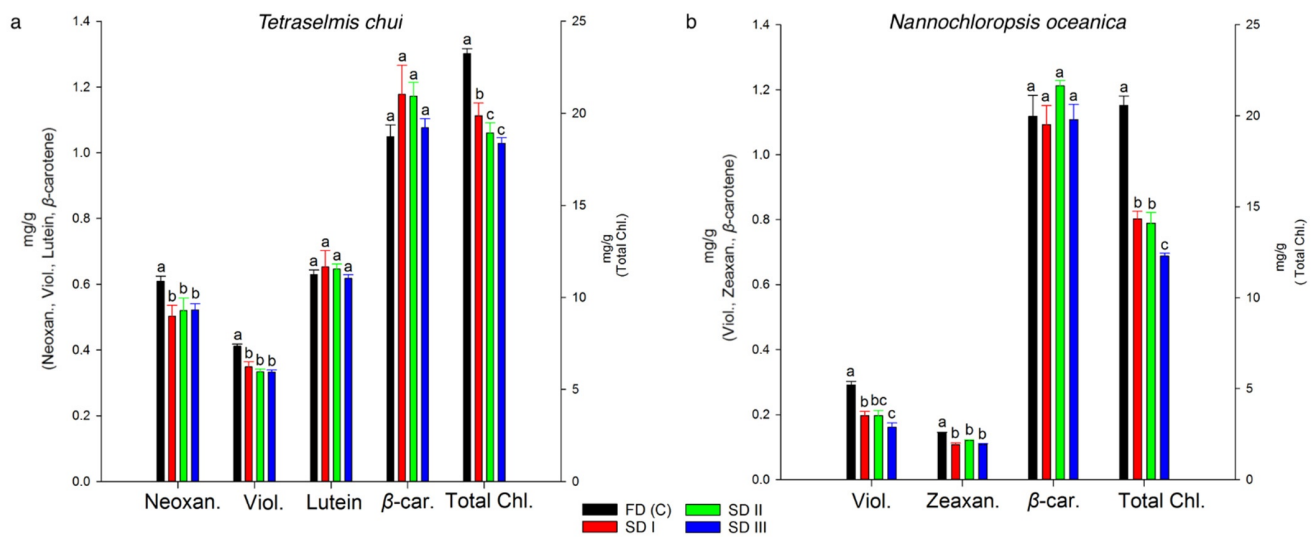 a
Tetraselmis chui
1.4
1.2
1.0
0.8
0.6
0.4
0.2
0.0
mg/g
(Neoxan., Viol., Lutein, β-carotene)
25
20
15
10
5
0
mg/g
(Total Chl.)
a b b b
a b b b
a a a a
a a a a
a b c c
Neoxan. Viol. Lutein β-car. Total Chl.
b
Nannochloropsis oceanica
1.4
1.2
1.0
0.8
0.6
0.4
0.2
0.0
mg/g
(Viol., Zeaxan., β-carotene)
25
20
15
10
5
0
mg/g
( Total Chl.)
a b bc c
a b b b
a a a a
a b b c
Viol. Zeaxan. β-car. Total Chl.
FD (C) SD II
SD I SD III